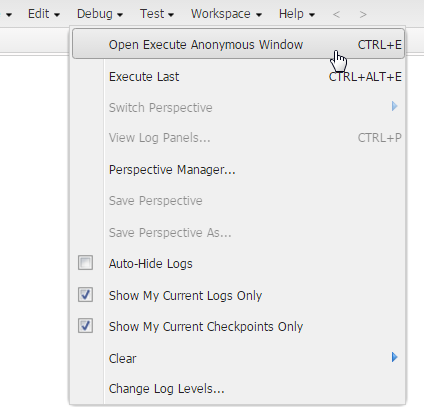 Edit Debug Test Workspace Help < >
Open Execute Anonymous Window CTRL+E
Execute Last CTRL+ALT+E
Switch Perspective
View Log Panels... CTRL+P
Perspective Manager...
Save Perspective
Save Perspective As...
Auto-Hide Logs
Show My Current Logs Only
Show My Current Checkpoints Only
Clear
Change Log Levels...